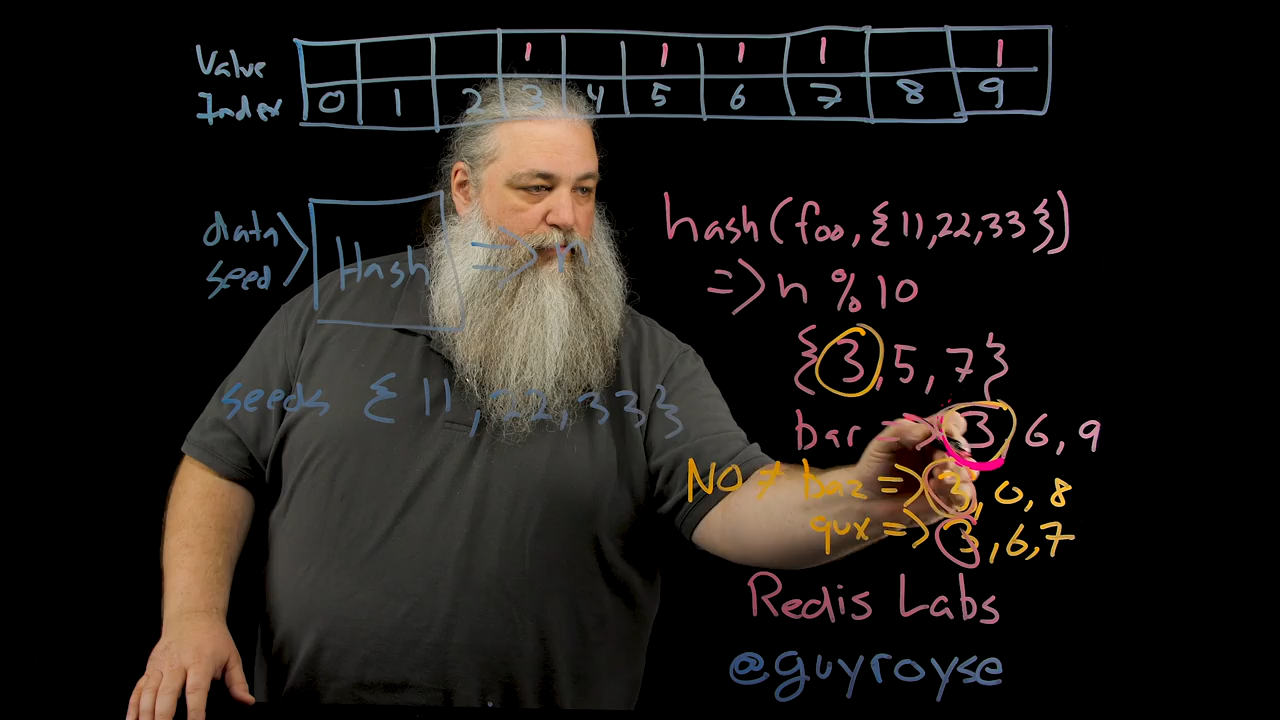 Value 1 1 1 1 1
Index 0 1 2 3 4 5 6 7 8 9
data
seed
Hash => n
seeds {11,22,33}
hash(foo,{11,22,33})
=> n % 10
{3,5,7}
bar => 3 6,9
NO → baz => 3,0,8
qux => 3,6,7
Redis Labs
@guyroyse